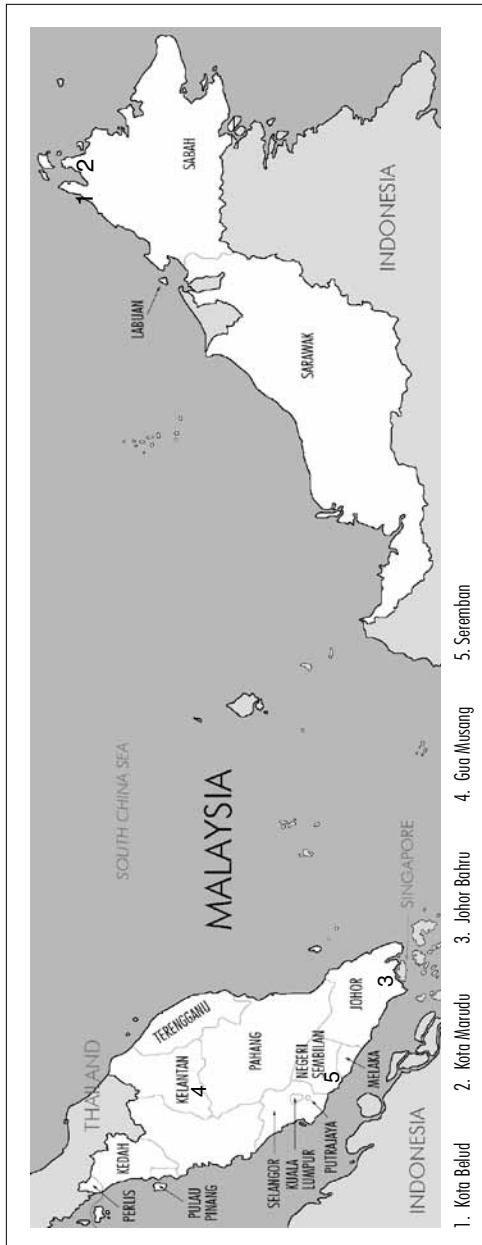 THAILAND
PERLIS
KEDAH
PULAU
PINANG
KELANTAN
4
TERENGGANU
PAHANG
SELANGOR
KUALA
LUMPUR
PUTRAJAYA
NEGERI
SEMBILAN
5
MELAKA
JOHOR
3
SINGAPORE
INDONESIA
SOUTH CHINA SEA
MALAYSIA
LABUAN
1
2
SABAH
SARAWAK
INDONESIA
1. Kota Belud 2. Kota Marudu 3. Johor Bahru 4. Gua Musang 5. Seremban